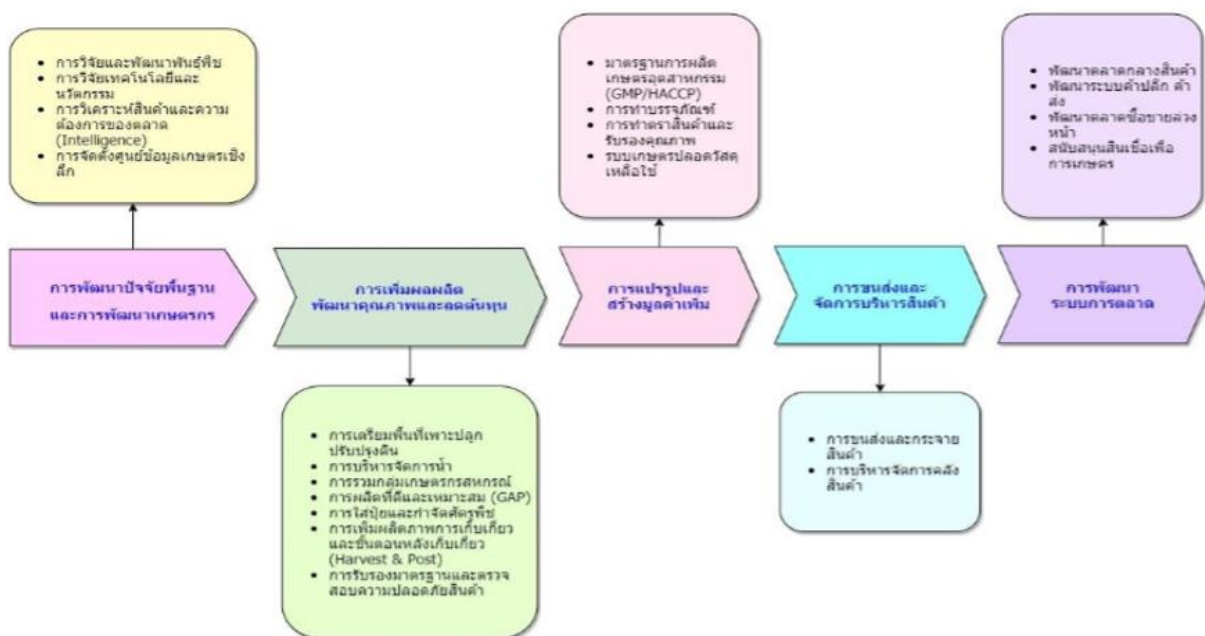 • การวิจัยและพัฒนาพันธุ์พืช
• การวิจัยเทคโนโลยีและ
นวัตกรรม
• การวิเคราะห์สินค้าและความ
ต้องการของตลาด
(Intelligence)
• การจัดตั้งศูนย์ข้อมูลเกษตรเชิง
ลึก
• มาตรฐานการผลิต
เกษตรอุตสาหกรรม
(GMP/HACCP)
• การทำบรรจุภัณฑ์
• การทำตราสินค้าและ
รับรองคุณภาพ
• ระบบเกษตรปลอดวัสดุ
เหลือใช้
• พัฒนาตลาดกลางสินค้า
• พัฒนาระบบค้าปลีก ค้า
ส่ง
• พัฒนาตลาดซื้อขายล่วง
หน้า
• สนับสนุนสินเชื่อเพื่อ
การเกษตร
การพัฒนาปัจจัยพื้นฐาน
และการพัฒนาเกษตรกร
การเพิ่มผลผลิต
พัฒนาคุณภาพและลดต้นทุน
การแปรรูปและ
สร้างมูลค่าเพิ่ม
การขนส่งและ
จัดการบริหารสินค้า
การพัฒนา
ระบบการตลาด
• การเตรียมพื้นที่เพาะปลูก
ปรับปรุงดิน
• การบริหารจัดการน้ำ
• การรวมกลุ่มเกษตรกรสหกรณ์
• การผลิตที่ดีและเหมาะสม (GAP)
• การใส่ปุ๋ยและกำจัดศัตรูพืช
• การเพิ่มผลิตภาพการเก็บเกี่ยว
และขั้นตอนหลังเก็บเกี่ยว
(Harvest & Post)
• การรับรองมาตรฐานและตรวจ
สอบความปลอดภัยสินค้า
• การขนส่งและกระจาย
สินค้า
• การบริหารจัดการคลัง
สินค้า